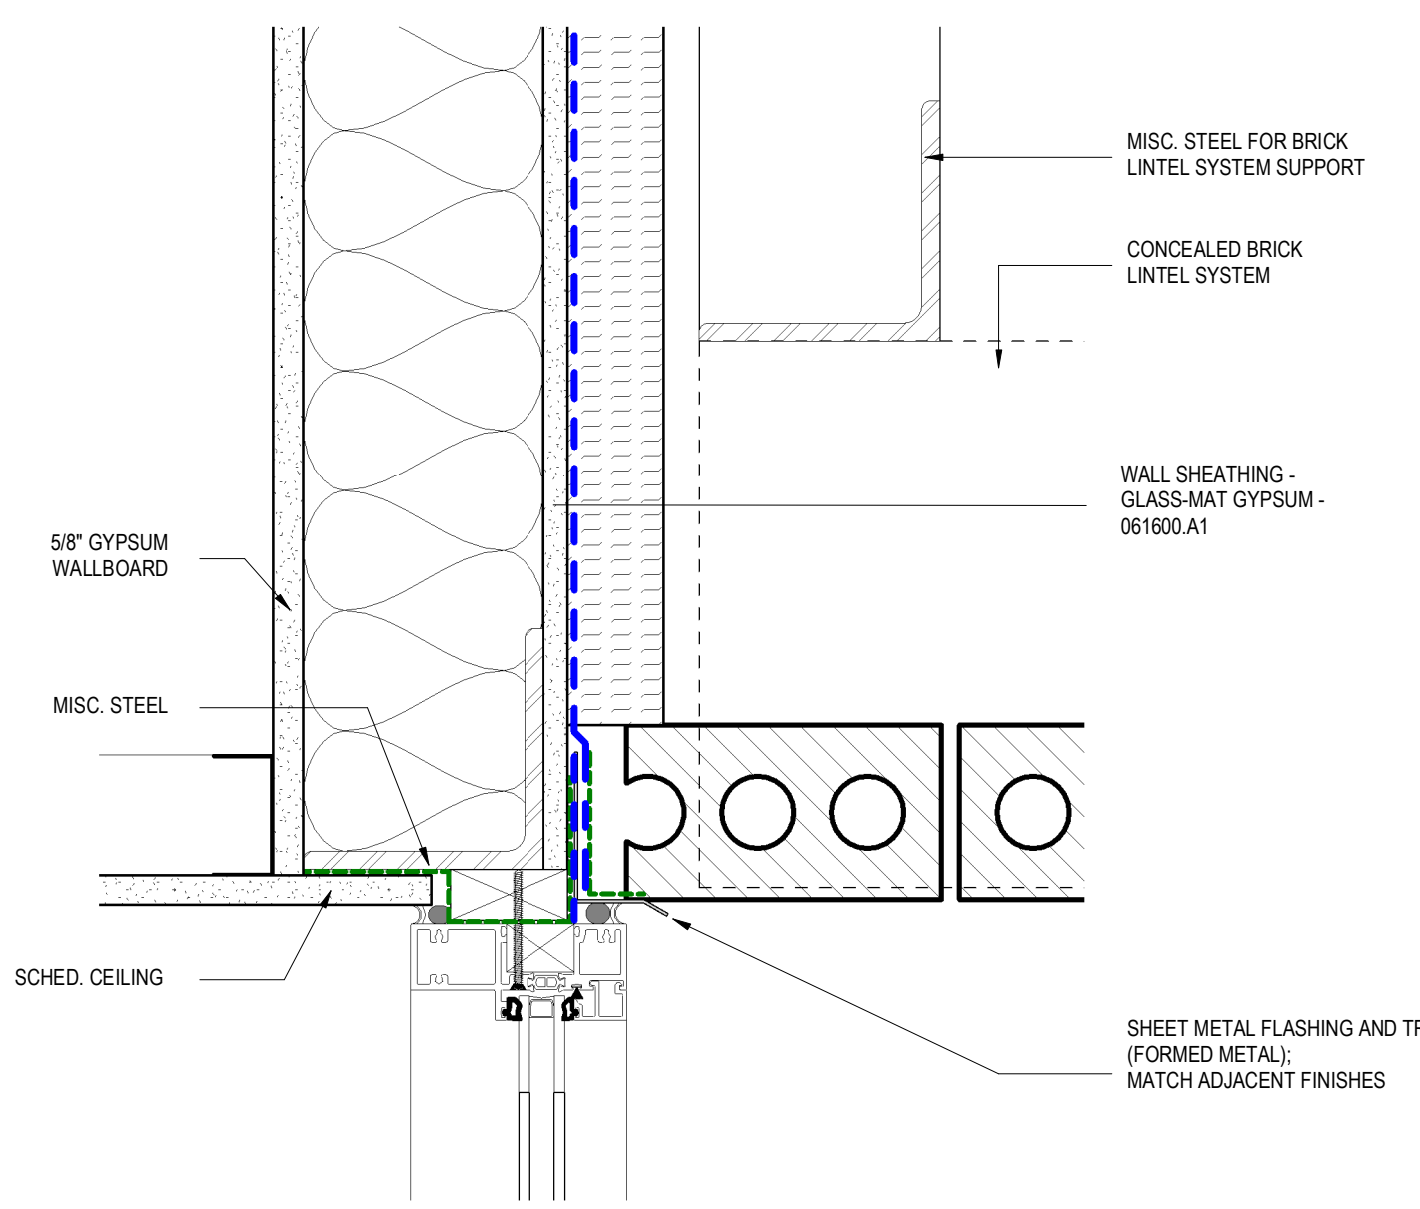 MISC. STEEL FOR BRICK
LINTEL SYSTEM SUPPORT
CONCEALED BRICK
LINTEL SYSTEM
WALL SHEATHING -
GLASS-MAT GYPSUM -
061600.A1
5/8" GYPSUM
WALLBOARD
MISC. STEEL
SCHED. CEILING
SHEET METAL FLASHING AND
(FORMED METAL);
MATCH ADJACENT FINISHES